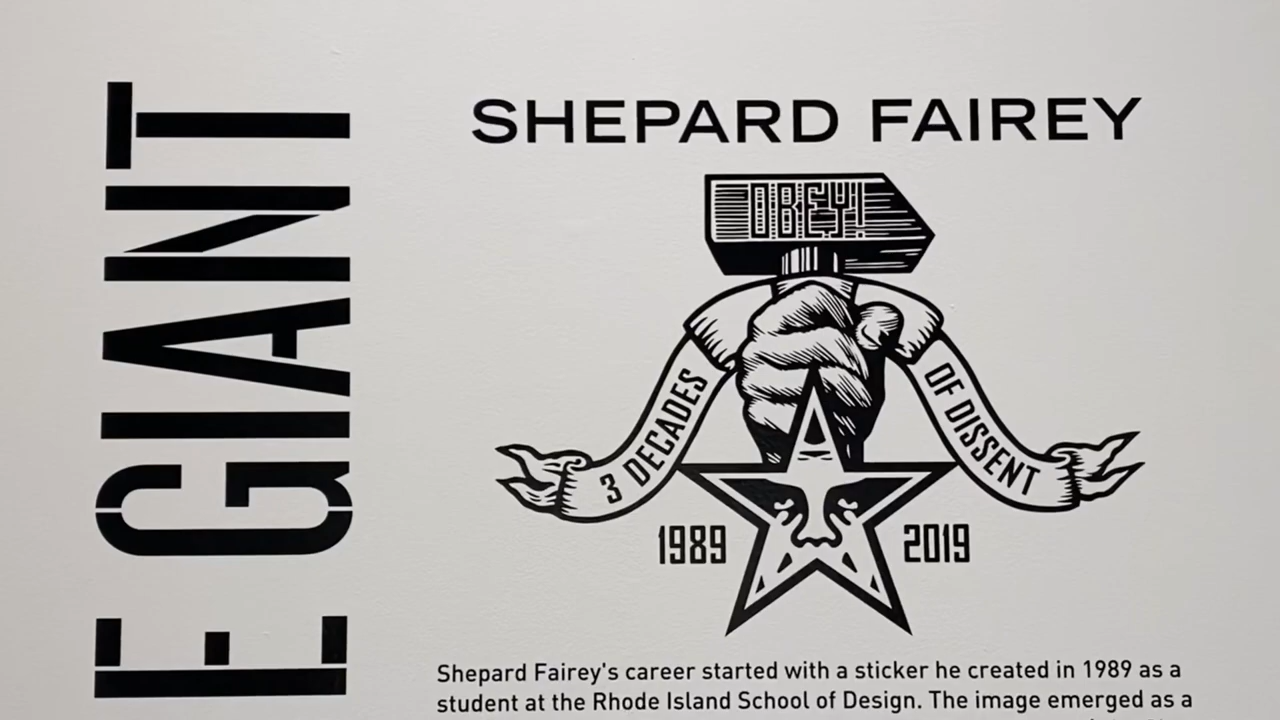 E GIANT
SHEPARD FAIREY
OBEY!
3 DECADES
OF DISSENT
1989
2019
Shepard Fairey's career started with a sticker he created in 1989 as a
student at the Rhode Island School of Design. The image emerged as a